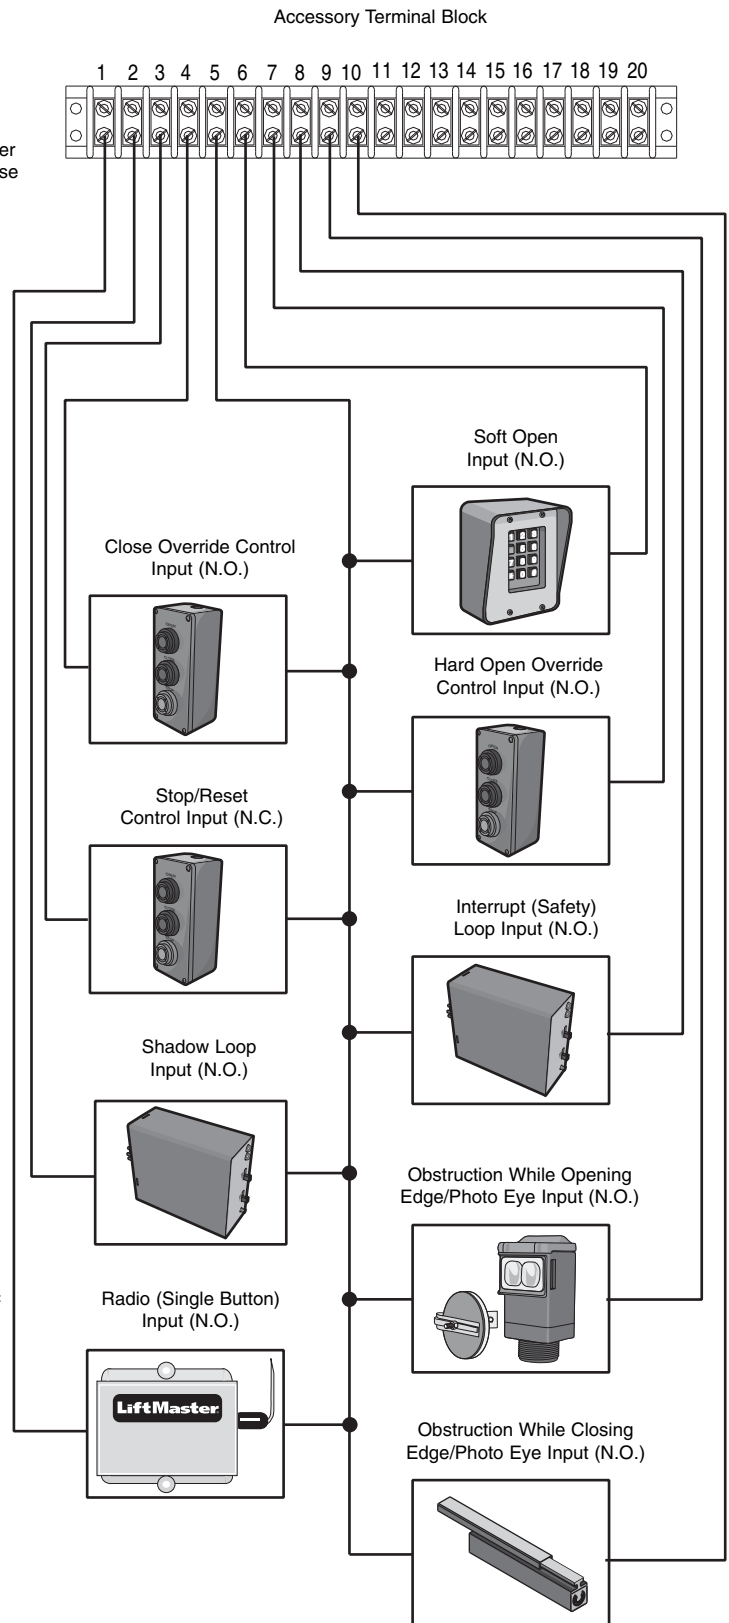 Accessory Terminal Block
1 2 3 4 5 6 7 8 9 10 11 12 13 14 15 16 17 18 19 20
er
se
Soft Open
Input (N.O.)
Close Override Control
Input (N.O.)
Hard Open Override
Control Input (N.O.)
Stop/Reset
Control Input (N.C.)
Interrupt (Safety)
Loop Input (N.O.)
Shadow Loop
Input (N.O.)
Obstruction While Opening
Edge/Photo Eye Input (N.O.)
Radio (Single Button)
Input (N.O.)
LiftMaster
Obstruction While Closing
Edge/Photo Eye Input (N.O.)